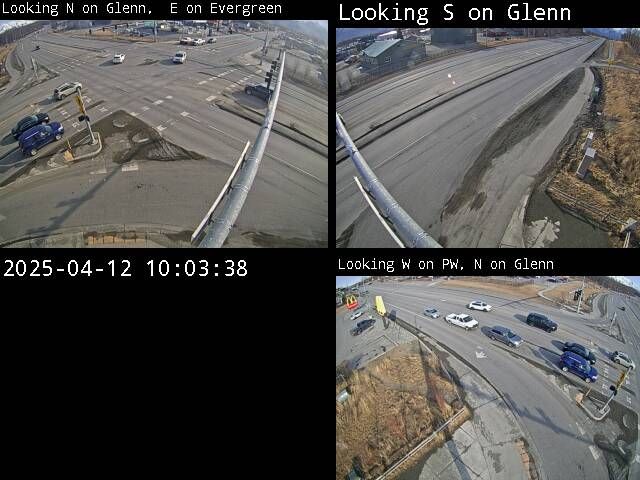 Looking N on Glenn,  E on Evergreen
Looking S on Glenn
2025-04-12 10:03:38
Looking W on PW, N on Glenn